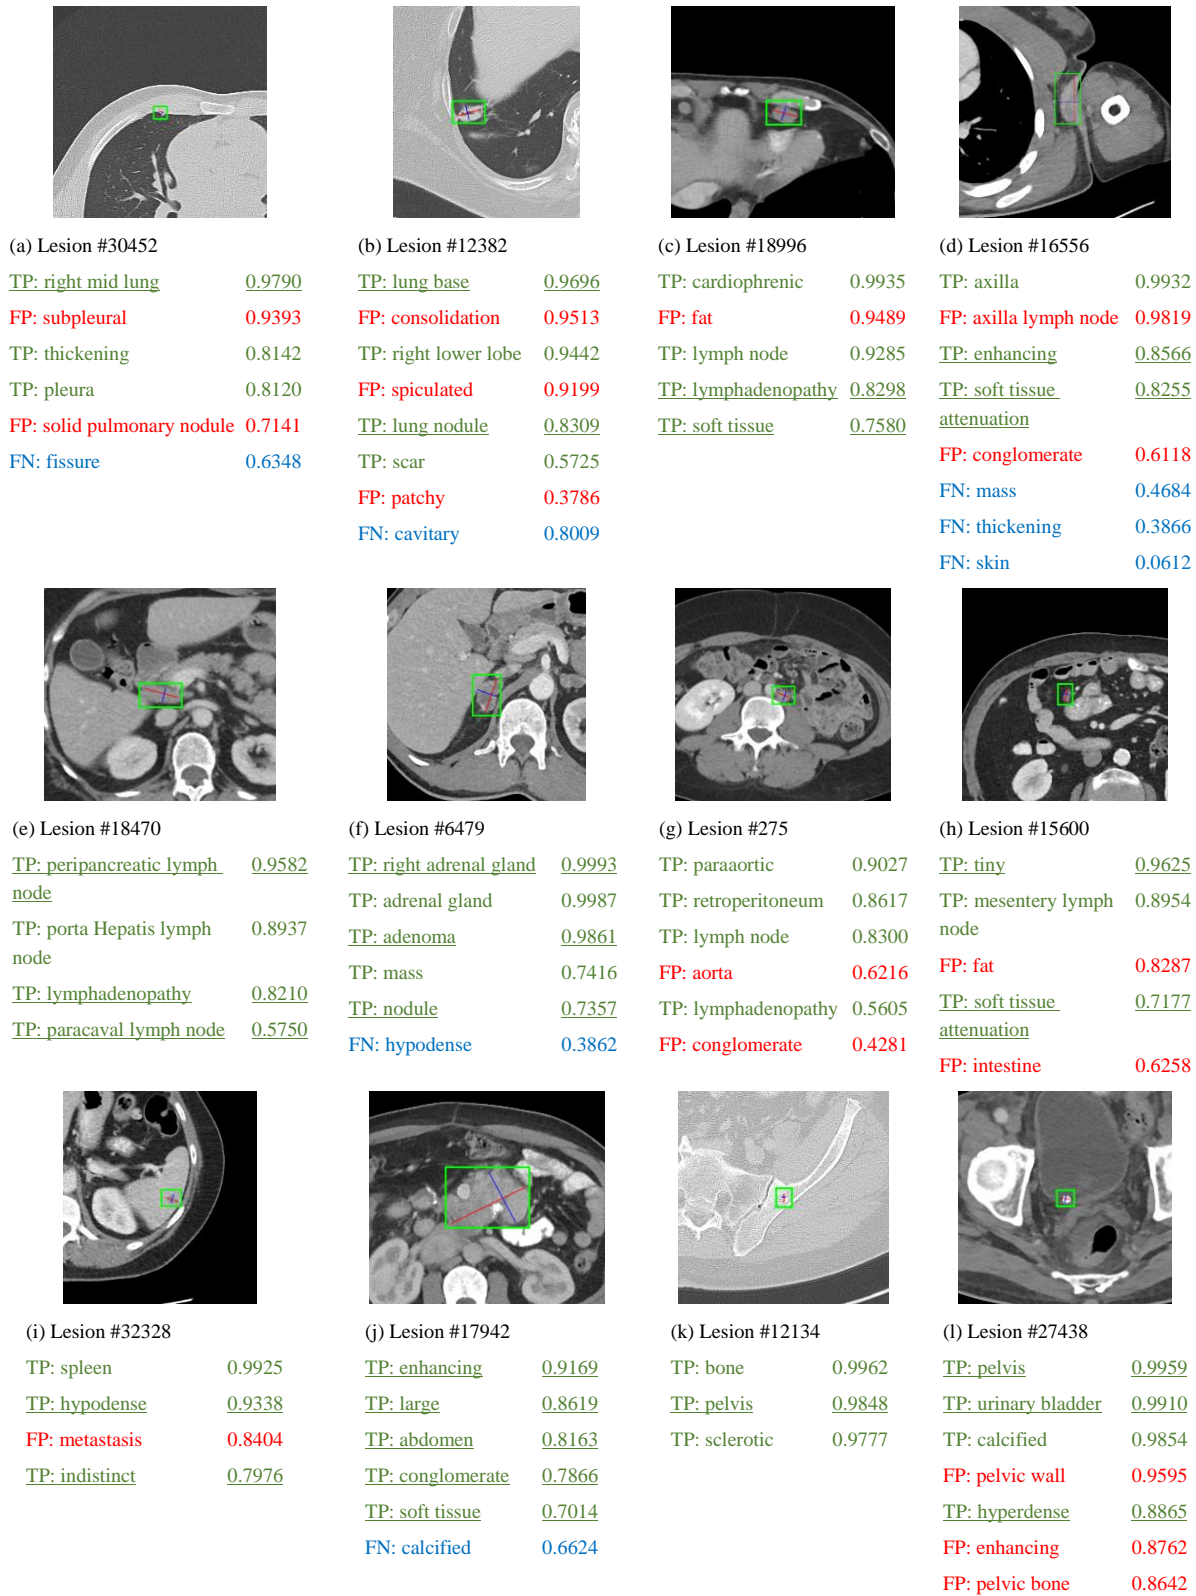 (a) Lesion #30452
TP: right mid lung 0.9790
FP: subpleural 0.9393
TP: thickening 0.8142
TP: pleura 0.8120
FP: solid pulmonary nodule 0.7141
FN: fissure 0.6348
(b) Lesion #12382
TP: lung base 0.9696
FP: consolidation 0.9513
TP: right lower lobe 0.9442
FP: spiculated 0.9199
TP: lung nodule 0.8309
TP: scar 0.5725
FP: patchy 0.3786
FN: cavitary 0.8009
(c) Lesion #18996
TP: cardiophrenic 0.9935
FP: fat 0.9489
TP: lymph node 0.9285
TP: lymphadenopathy 0.8298
TP: soft tissue 0.7580
(d) Lesion #16556
TP: axilla 0.9932
FP: axilla lymph node 0.9819
TP: enhancing 0.8566
TP: soft tissue 0.8255
attenuation
FP: conglomerate 0.6118
FN: mass 0.4684
FN: thickening 0.3866
FN: skin 0.0612
(e) Lesion #18470
TP: peripancreatic lymph 0.9582
node
TP: porta Hepatis lymph 0.8937
node
TP: lymphadenopathy 0.8210
TP: paracaval lymph node 0.5750
(f) Lesion #6479
TP: right adrenal gland 0.9993
TP: adrenal gland 0.9987
TP: adenoma 0.9861
TP: mass 0.7416
TP: nodule 0.7357
FN: hypodense 0.3862
(g) Lesion #275
TP: paraaortic 0.9027
TP: retroperitoneum 0.8617
TP: lymph node 0.8300
FP: aorta 0.6216
TP: lymphadenopathy 0.5605
FP: conglomerate 0.4281
(h) Lesion #15600
TP: tiny 0.9625
TP: mesentery lymph 0.8954
node
FP: fat 0.8287
TP: soft tissue 0.7177
attenuation
FP: intestine 0.6258
(i) Lesion #32328
TP: spleen 0.9925
TP: hypodense 0.9338
FP: metastasis 0.8404
TP: indistinct 0.7976
(j) Lesion #17942
TP: enhancing 0.9169
TP: large 0.8619
TP: abdomen 0.8163
TP: conglomerate 0.7866
TP: soft tissue 0.7014
FN: calcified 0.6624
(k) Lesion #12134
TP: bone 0.9962
TP: pelvis 0.9848
TP: sclerotic 0.9777
(l) Lesion #27438
TP: pelvis 0.9959
TP: urinary bladder 0.9910
TP: calcified 0.9854
FP: pelvic wall 0.9595
TP: hyperdense 0.8865
FP: enhancing 0.8762
FP: pelvic bone 0.8642